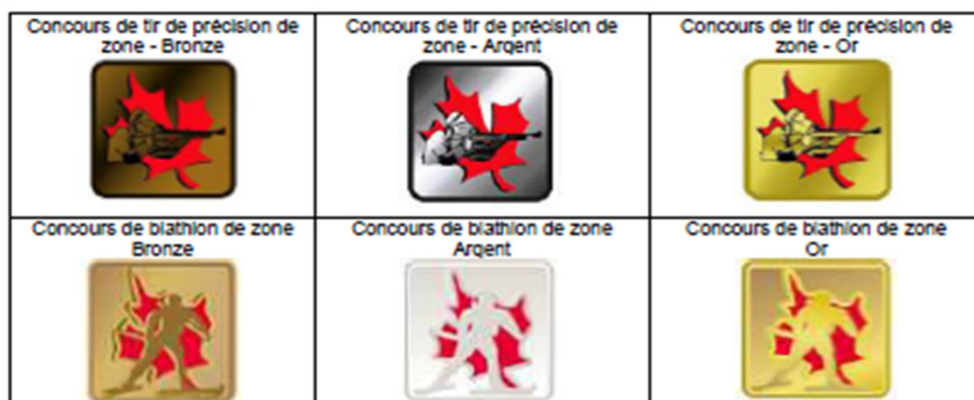 Concours de tir de précision de
zone - Bronze
Concours de tir de précision de
zone - Argent
Concours de tir de précision de
zone - Or
Concours de biathlon de zone
Bronze
Concours de biathlon de zone
Argent
Concours de biathlon de zone
Or